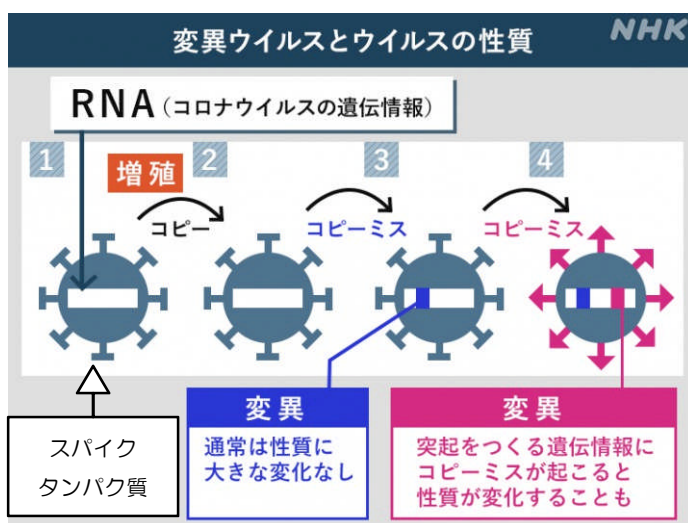 変異ウイルスとウイルスの性質
NHK
RNA(コロナウイルスの遺伝情報)
1
2
3
4
増殖
コピー
コピーミス
コピーミス
スパイク
タンパク質
変異
通常は性質に
大きな変化なし
変異
突起をつくる遺伝情報に
コピーミスが起こると
性質が変化することも